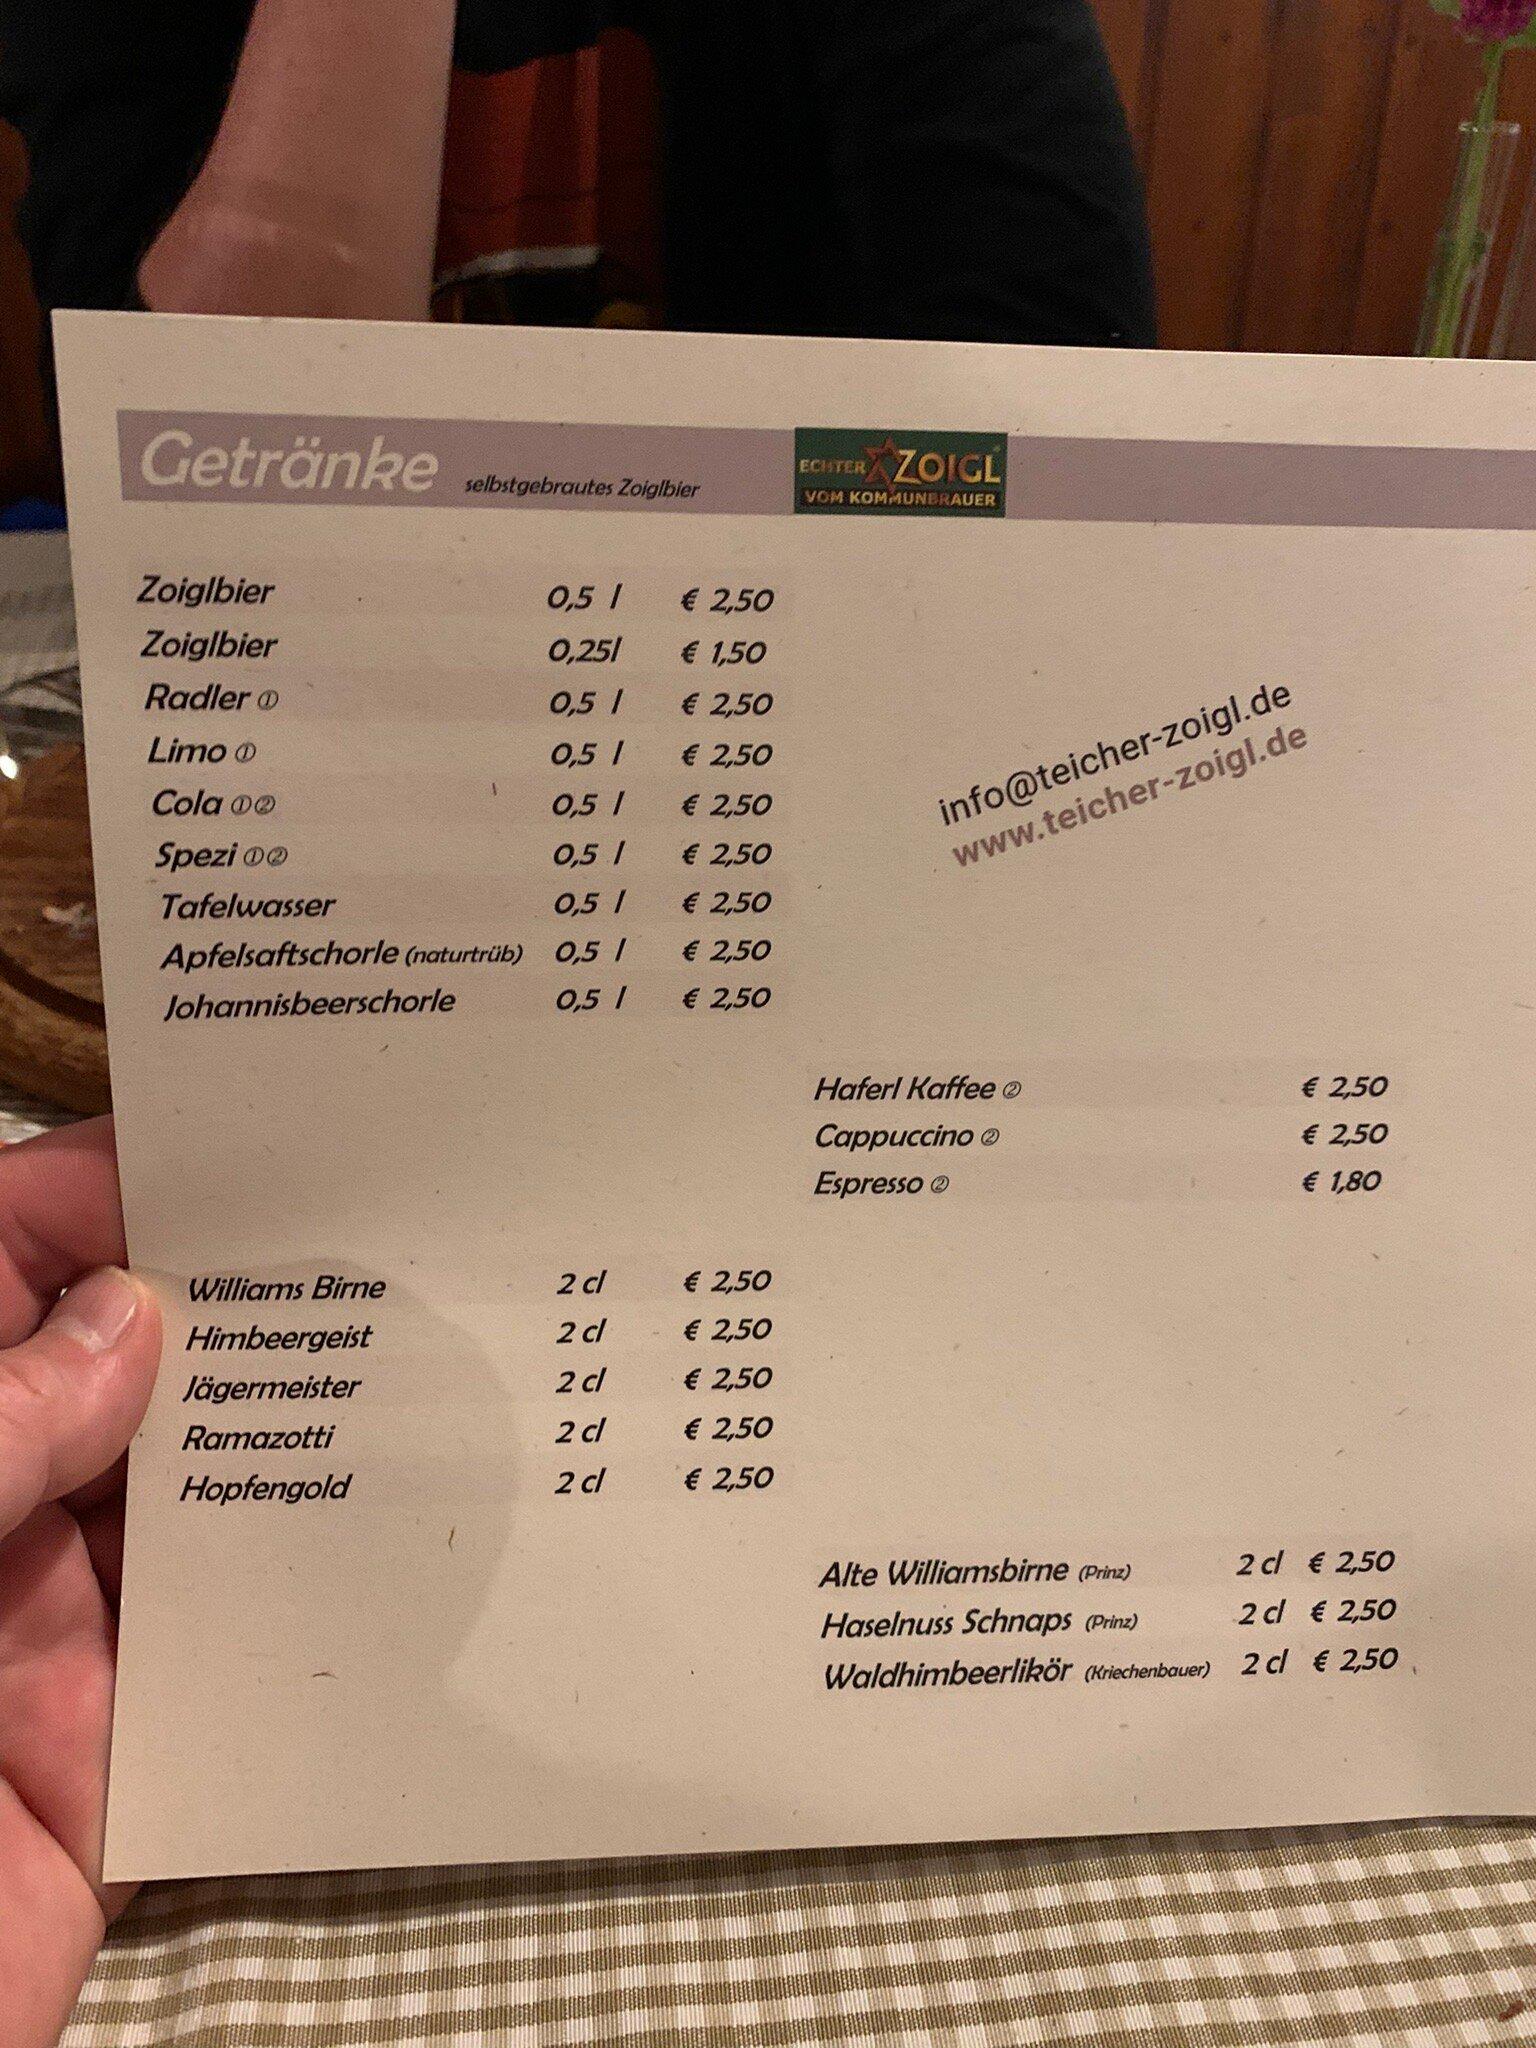 Getränke selbstgebrautes Zoiglbier
ECHTER ZOIGL
VOM KOMMUNBRAUER
Zoiglbier 0,5 l € 2,50
Zoiglbier 0,25l € 1,50
Radler ① 0,5 l € 2,50
Limo ① 0,5 l € 2,50
Cola ①② 0,5 l € 2,50
Spezi ①② 0,5 l € 2,50
Tafelwasser 0,5 l € 2,50
Apfelsaftschorle (naturtrüb) 0,5 l € 2,50
Johannisbeerschorle 0,5 l € 2,50
info@teicher-zoigl.de
www.teicher-zoigl.de
Haferl Kaffee ② € 2,50
Cappuccino ② € 2,50
Espresso ② € 1,80
Williams Birne 2 cl € 2,50
Himbeergeist 2 cl € 2,50
Jägermeister 2 cl € 2,50
Ramazotti 2 cl € 2,50
Hopfengold 2 cl € 2,50
Alte Williamsbirne (Prinz) 2 cl € 2,50
Haselnuss Schnaps (Prinz) 2 cl € 2,50
Waldhimbeerlikör (Kriechenbauer) 2 cl € 2,50